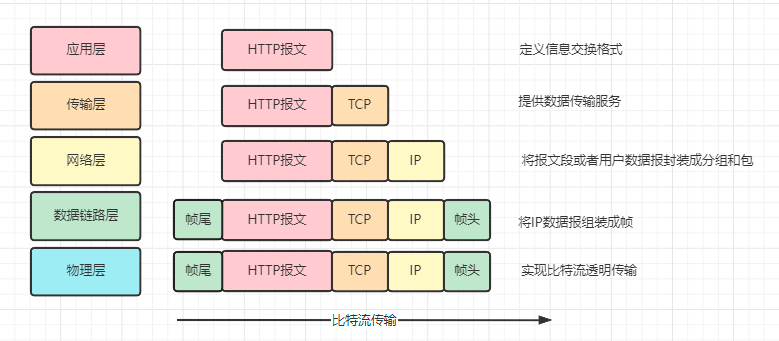 应用层 HTTP报文 定义信息交换格式
传输层 HTTP报文 TCP 提供数据传输服务
网络层 HTTP报文 TCP IP 将报文段或者用户数据报封装成分组和包
数据链路层 帧尾 HTTP报文 TCP IP 帧头 将IP数据报组装成帧
物理层 帧尾 HTTP报文 TCP IP 帧头 实现比特流透明传输
比特流传输